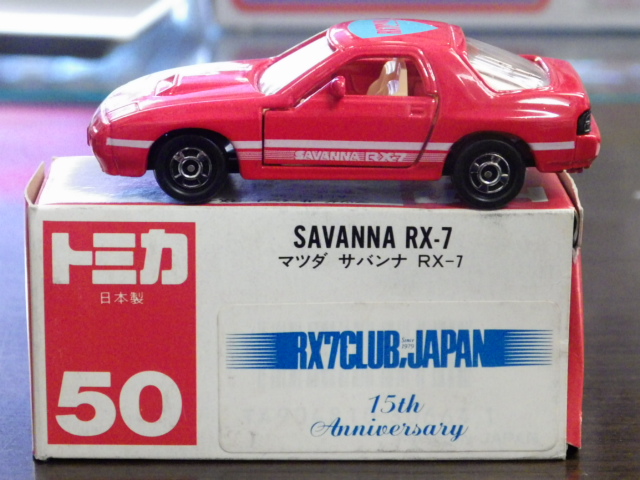 SAVANNA RX-7
トミカ
日本製
50
SAVANNA RX-7
マツダ サバンナ RX-7
RX7CLUB, JAPAN
15th
Anniversary